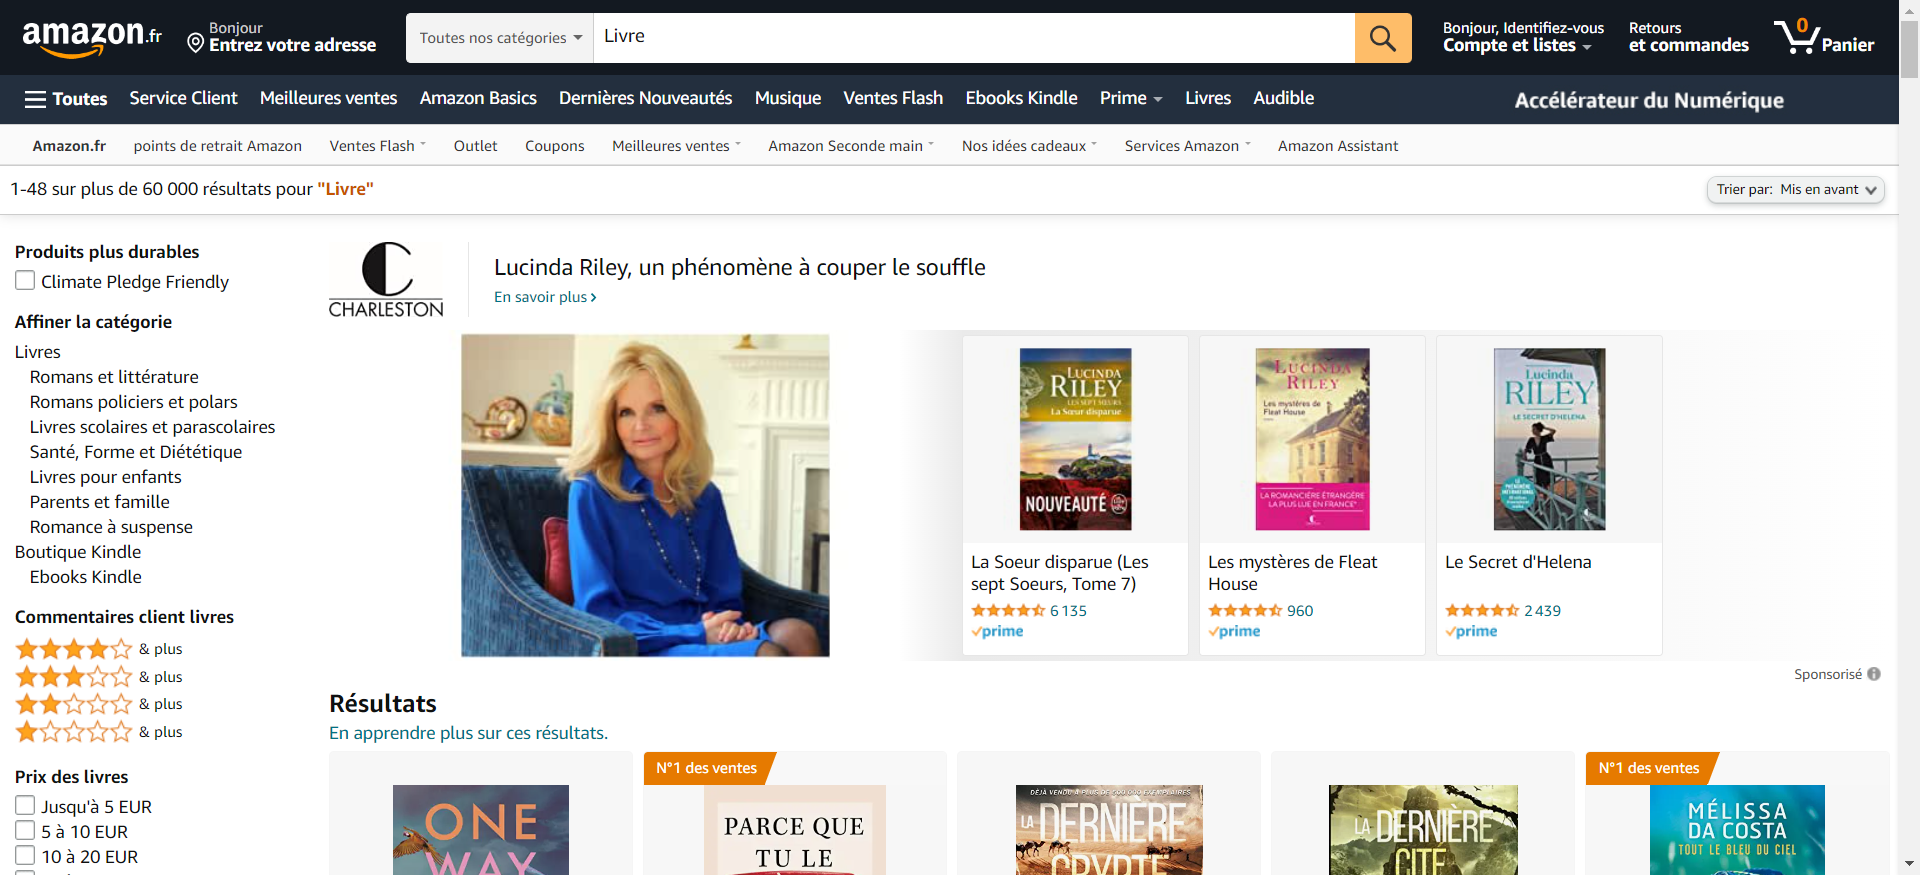 amazon.fr
Bonjour
Entrez votre adresse
Toutes nos catégories
Livre
Bonjour, Identifiez-vous
Compte et listes
Retours
et commandes
0
Panier
Toutes
Service Client
Meilleures ventes
Amazon Basics
Dernières Nouveautés
Musique
Ventes Flash
Ebooks Kindle
Prime
Livres
Audible
Accélérateur du Numérique
Amazon.fr
points de retrait Amazon
Ventes Flash
Outlet
Coupons
Meilleures ventes
Amazon Seconde main
Nos idées cadeaux
Services Amazon
Amazon Assistant
1-48 sur plus de 60 000 résultats pour "Livre"
Trier par: Mis en avant
Produits plus durables
Climate Pledge Friendly
Affiner la catégorie
Livres
Romans et littérature
Romans policiers et polars
Livres scolaires et parascolaires
Santé, Forme et Diététique
Livres pour enfants
Parents et famille
Romance à suspense
Boutique Kindle
Ebooks Kindle
Commentaires client livres
& plus
& plus
& plus
& plus
Prix des livres
Jusqu'à 5 EUR
5 à 10 EUR
10 à 20 EUR
CHARLESTON
Lucinda Riley, un phénomène à couper le souffle
En savoir plus
LUCINDA
RILEY
LES SEPT SŒURS
La Sœur disparue
NOUVEAUTÉ
La Soeur disparue (Les
sept Soeurs, Tome 7)
6 135
prime
LUCINDA
RILEY
Les mystères de
Fleat House
LA ROMANCIÈRE ÉTRANGÈRE
LA PLUS LUE EN FRANCE*
Les mystères de Fleat
House
960
prime
Lucinda
RILEY
LE SECRET D'HELENA
Le Secret d'Helena
2 439
prime
Sponsorisé
Résultats
En apprendre plus sur ces résultats.
ONE
WAY
N°1 des ventes
PARCE QUE
TU LE
DÉJÀ VENDU À PLUS DE 500 000 EXEMPLAIRES
LA DERNIÈRE
CRYPTE
LA DERNIÈRE
CITÉ
N°1 des ventes
MÉLISSA
DA COSTA
TOUT LE BLEU DU CIEL